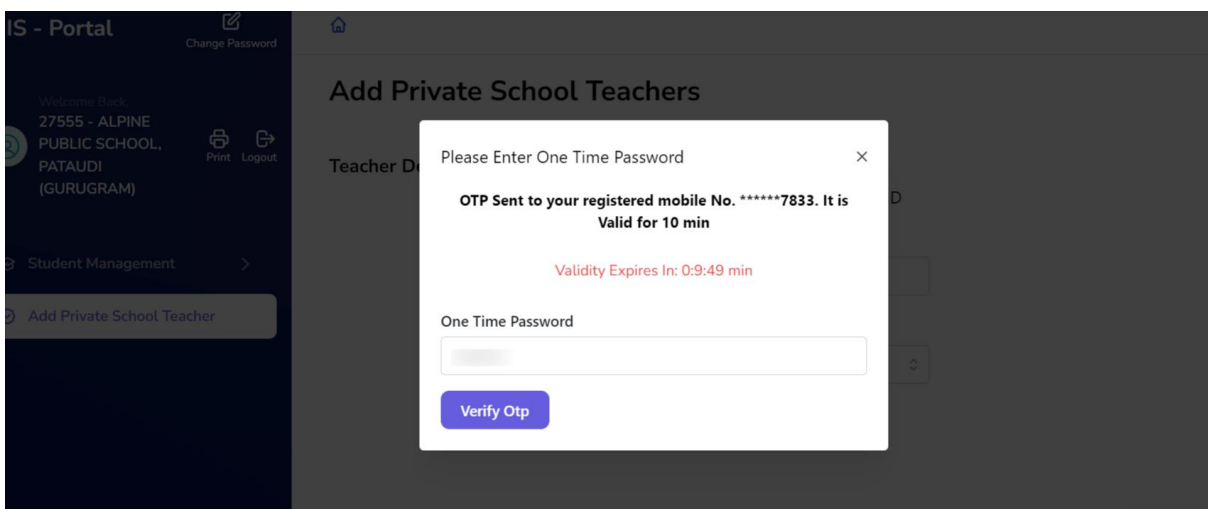 IS - Portal
Change Password
Welcome Back,
27555 - ALPINE
PUBLIC SCHOOL,
PATAUDI
(GURUGRAM)
Print Logout
Student Management
Add Private School Teacher
Add Private School Teachers
Teacher De
D
Please Enter One Time Password
OTP Sent to your registered mobile No. ******7833. It is
Valid for 10 min
Validity Expires In: 0:9:49 min
One Time Password
Verify Otp